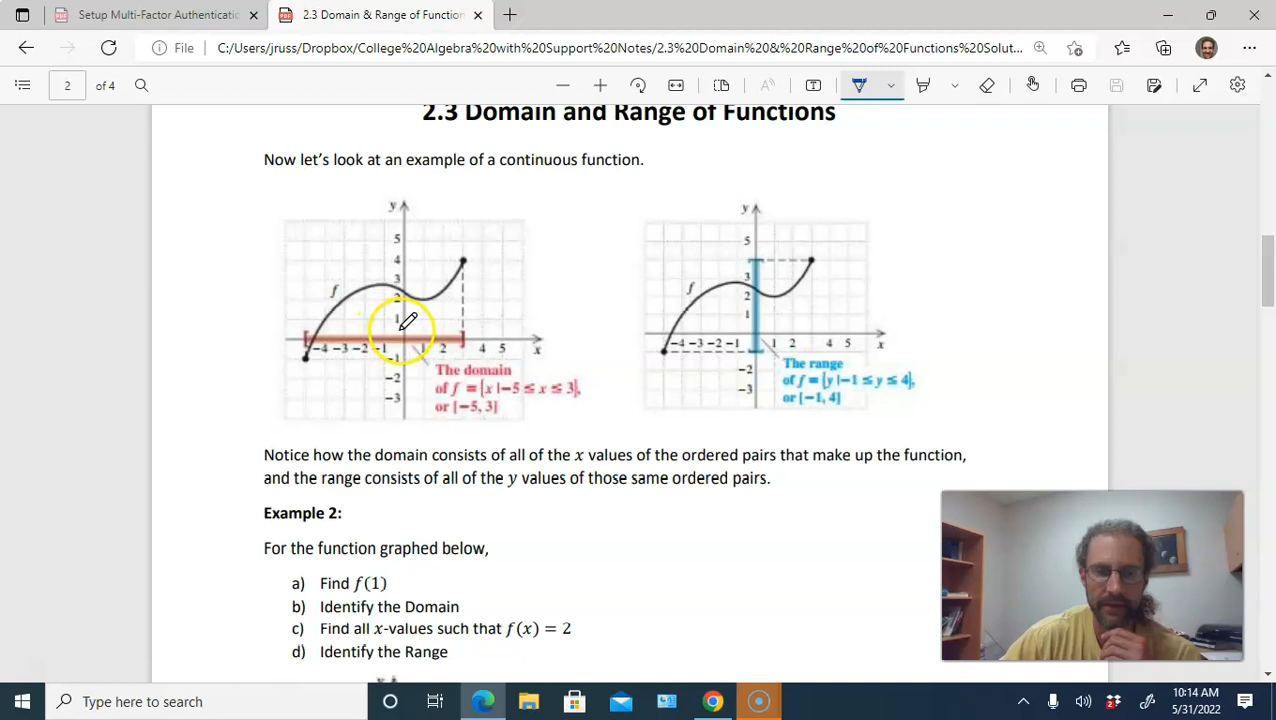 Setup Multi-Factor Authenticatic
2.3 Domain & Range of Function
File
C:/Users/jruss/Dropbox/College%20Algebra%20with%20Support%20Notes/2.3%20Domain%20&%20Range%20of%20Functions%20Solut...
2
of 4
2.3 Domain and Range of Functions
Now let's look at an example of a continuous function.
y
5
4
3
2
1
f
-4 -3 -2 -1
1 2 4 5
x
-1
-2
-3
The domain
of f = {x |−5 ≤ x ≤ 3},
or [−5, 3]
y
5
3
2
1
f
-4 -3 -2 -1
1 2 4 5
x
-2
-3
The range
of f = {y |−1 ≤ y ≤ 4},
or [−1, 4]
Notice how the domain consists of all of the x values of the ordered pairs that make up the function,
and the range consists of all of the y values of those same ordered pairs.
Example 2:
For the function graphed below,
a) Find f(1)
b) Identify the Domain
c) Find all x-values such that f(x) = 2
d) Identify the Range
Type here to search
2
10:14 AM
5/31/2022